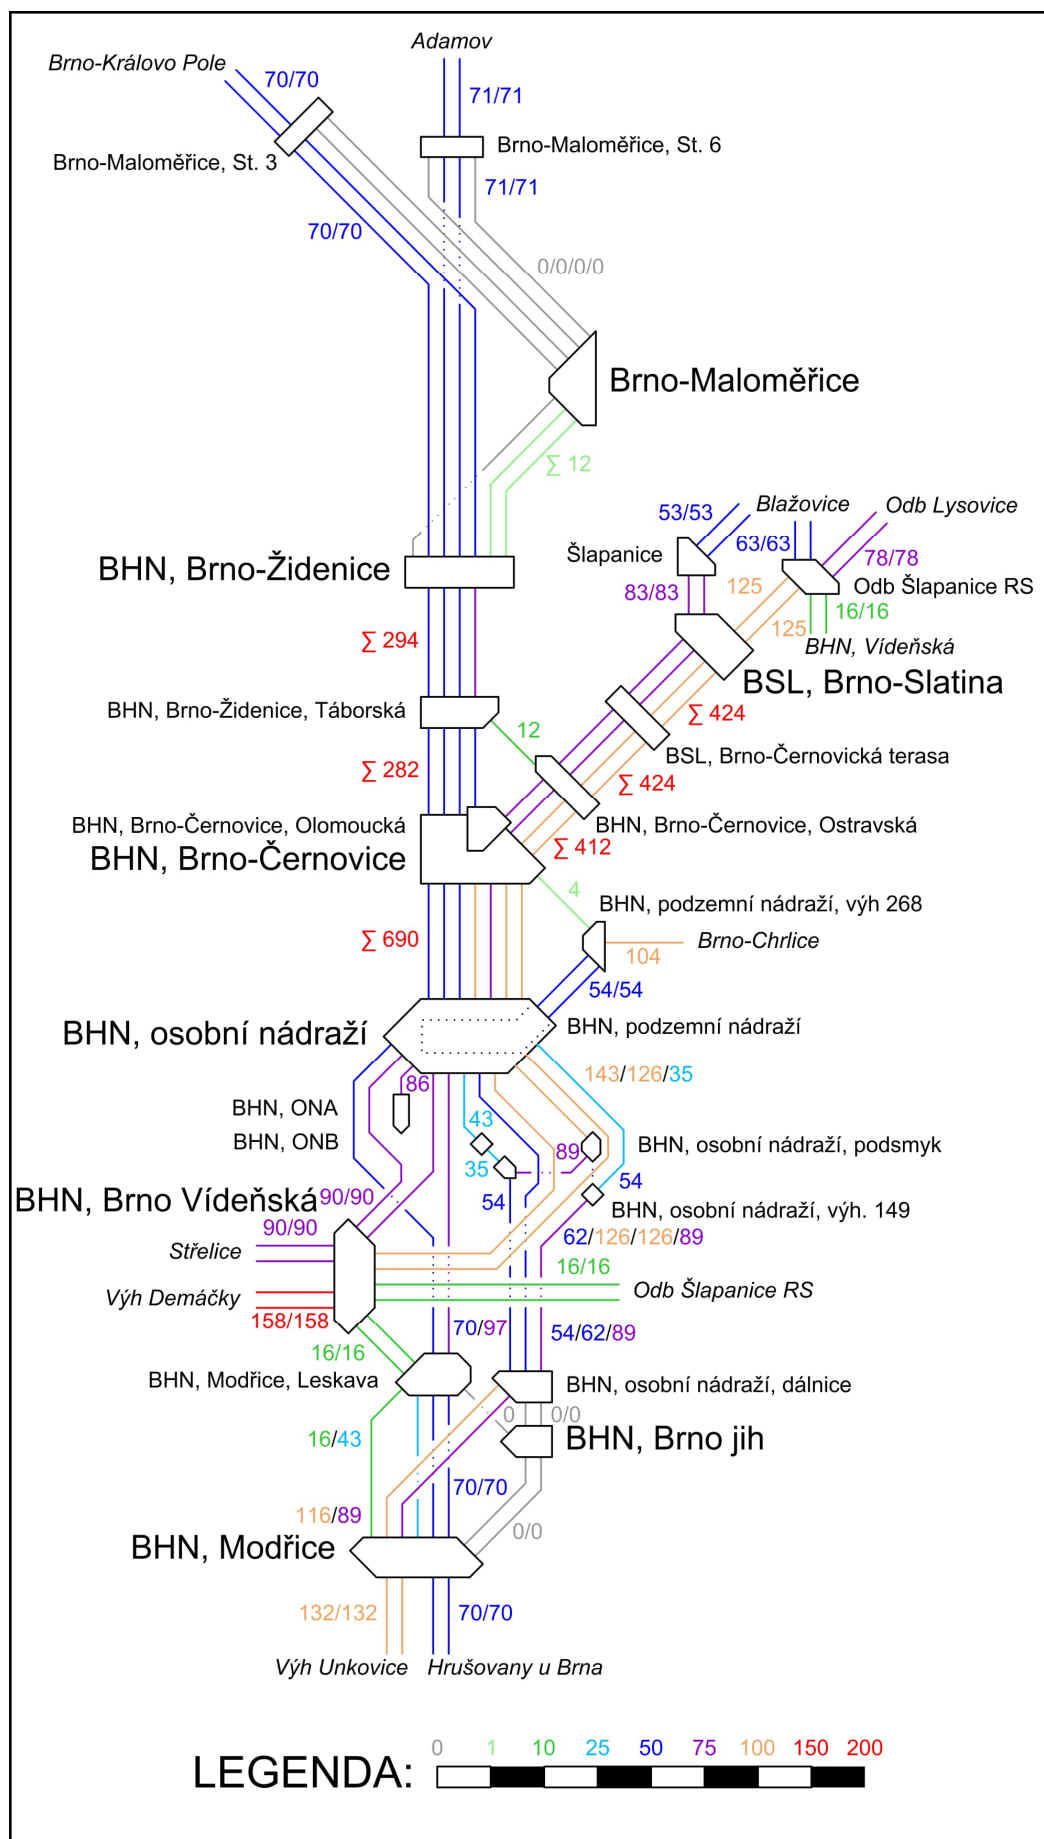 Adamov
Brno-Královo Pole
70/70
71/71
Brno-Maloměřice, St. 6
Brno-Maloměřice, St. 3
71/71
70/70
0/0/0/0
Brno-Maloměřice
∑ 12
Blažovice
Odb Lysovice
53/53
63/63
Šlapanice
78/78
BHN, Brno-Židenice
125
Odb Šlapanice RS
83/83
16/16
125
BHN, Vídeňská
∑ 294
BSL, Brno-Slatina
BHN, Brno-Židenice, Táborská
∑ 424
12
BSL, Brno-Černovická terasa
∑ 282
∑ 424
BHN, Brno-Černovice, Olomoucká
BHN, Brno-Černovice, Ostravská
∑ 412
BHN, Brno-Černovice
4
BHN, podzemní nádraží, výh 268
∑ 690
Brno-Chrlice
104
54/54
BHN, osobní nádraží
BHN, podzemní nádraží
143/126/35
86
BHN, ONA
43
BHN, ONB
BHN, osobní nádraží, podsmyk
89
35
54
BHN, Brno Vídeňská
90/90
54
BHN, osobní nádraží, výh. 149
90/90
62/126/126/89
Střelice
16/16
Výh Demáčky
Odb Šlapanice RS
158/158
70/97
54/62/89
16/16
BHN, Modřice, Leskava
BHN, osobní nádraží, dálnice
0
0/0
16/43
BHN, Brno jih
70/70
116/89
0/0
BHN, Modřice
132/132
70/70
Výh Unkovice
Hrušovany u Brna
0 1 10 25 50 75 100 150 200
LEGENDA: